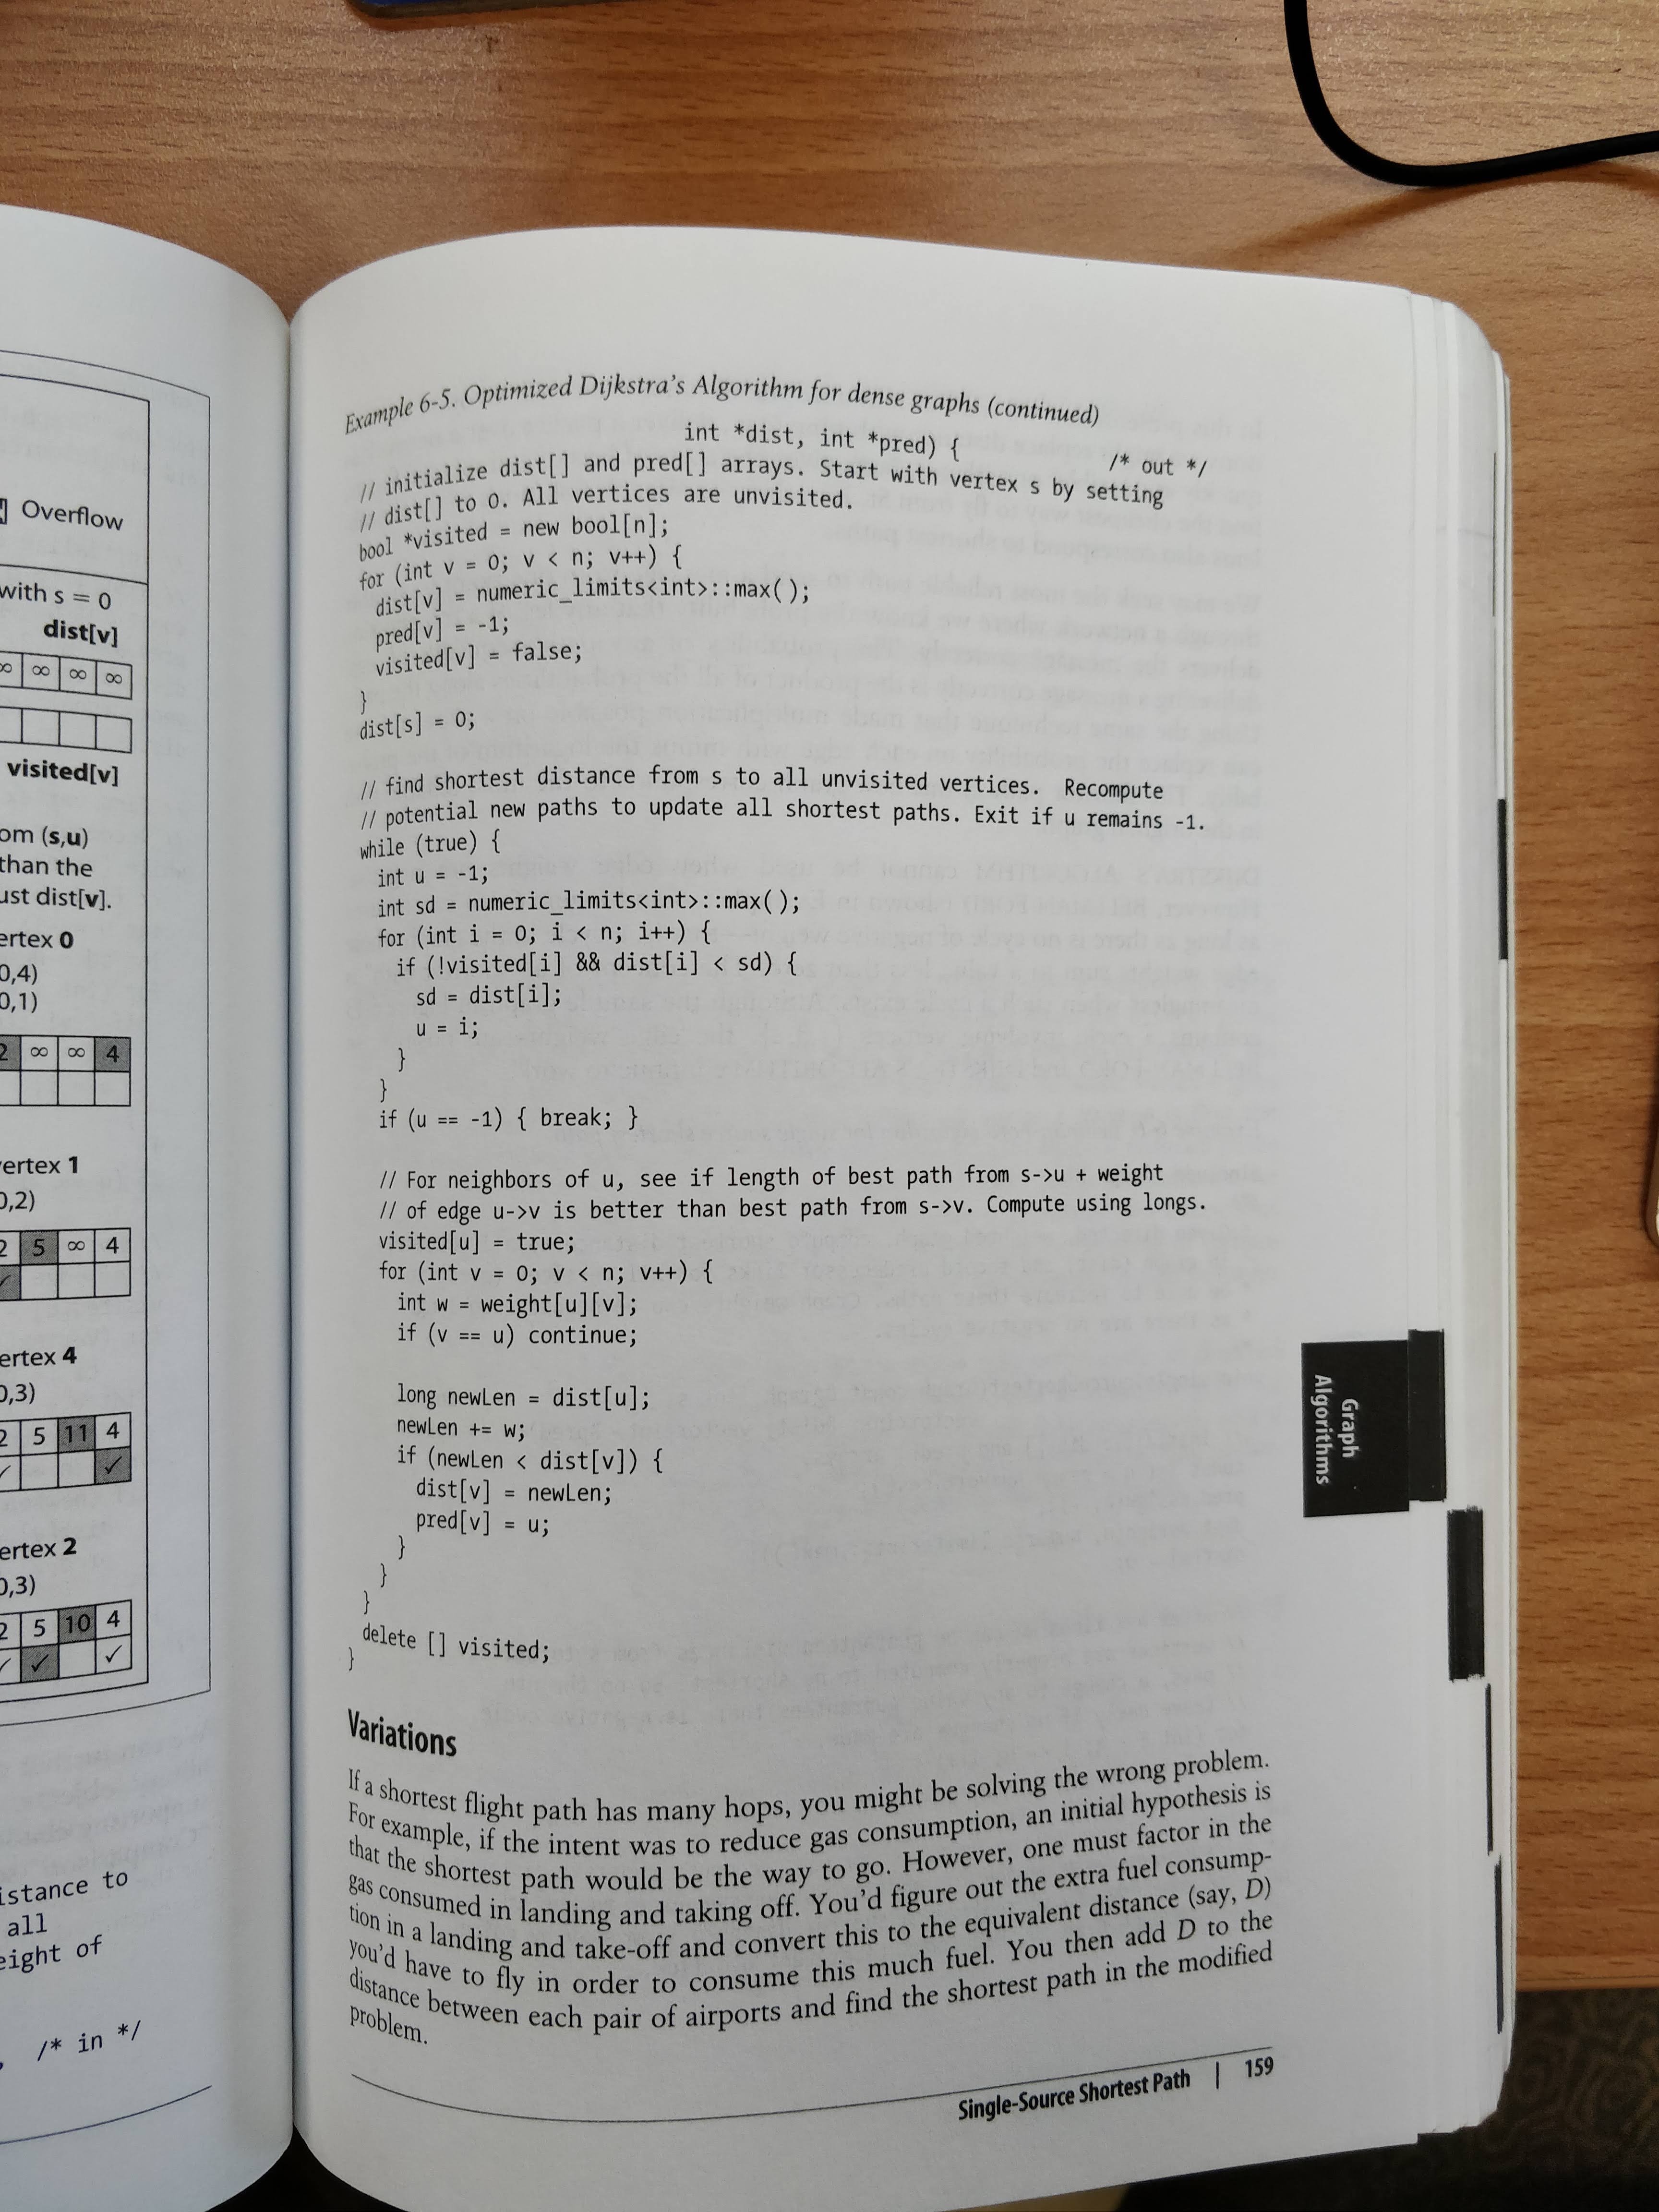 Overflow
with s = 0
dist[v]
∞ ∞ ∞ ∞
visited[v]
om (s,u)
than the
ust dist[v].
ertex 0
0,4)
0,1)
2 ∞ ∞ 4
vertex 1
0,2)
2 5 ∞ 4
✓
ertex 4
0,3)
2 5 11 4
✓ ✓
ertex 2
0,3)
2 5 10 4
✓ ✓ ✓
istance to
all
eight of
, /* in */
Example 6-5. Optimized Dijkstra's Algorithm for dense graphs (continued)
int *dist, int *pred) { /* out */
// initialize dist[] and pred[] arrays. Start with vertex s by setting
// dist[] to 0. All vertices are unvisited.
bool *visited = new bool[n];
for (int v = 0; v < n; v++) {
dist[v] = numeric_limits<int>::max();
pred[v] = -1;
visited[v] = false;
}
dist[s] = 0;
// find shortest distance from s to all unvisited vertices. Recompute
// potential new paths to update all shortest paths. Exit if u remains -1.
while (true) {
int u = -1;
int sd = numeric_limits<int>::max();
for (int i = 0; i < n; i++) {
if (!visited[i] && dist[i] < sd) {
sd = dist[i];
u = i;
}
}
if (u == -1) { break; }
// For neighbors of u, see if length of best path from s->u + weight
// of edge u->v is better than best path from s->v. Compute using longs.
visited[u] = true;
for (int v = 0; v < n; v++) {
int w = weight[u][v];
if (v == u) continue;
long newLen = dist[u];
newLen += w;
if (newLen < dist[v]) {
dist[v] = newLen;
pred[v] = u;
}
}
}
delete [] visited;
}
Variations
If a shortest flight path has many hops, you might be solving the wrong problem.
For example, if the intent was to reduce gas consumption, an initial hypothesis is
that the shortest path would be the way to go. However, one must factor in the
gas consumed in landing and taking off. You'd figure out the extra fuel consump-
tion in a landing and take-off and convert this to the equivalent distance (say, D)
you'd have to fly in order to consume this much fuel. You then add D to the
distance between each pair of airports and find the shortest path in the modified
problem.
Single-Source Shortest Path | 159
Graph
Algorithms